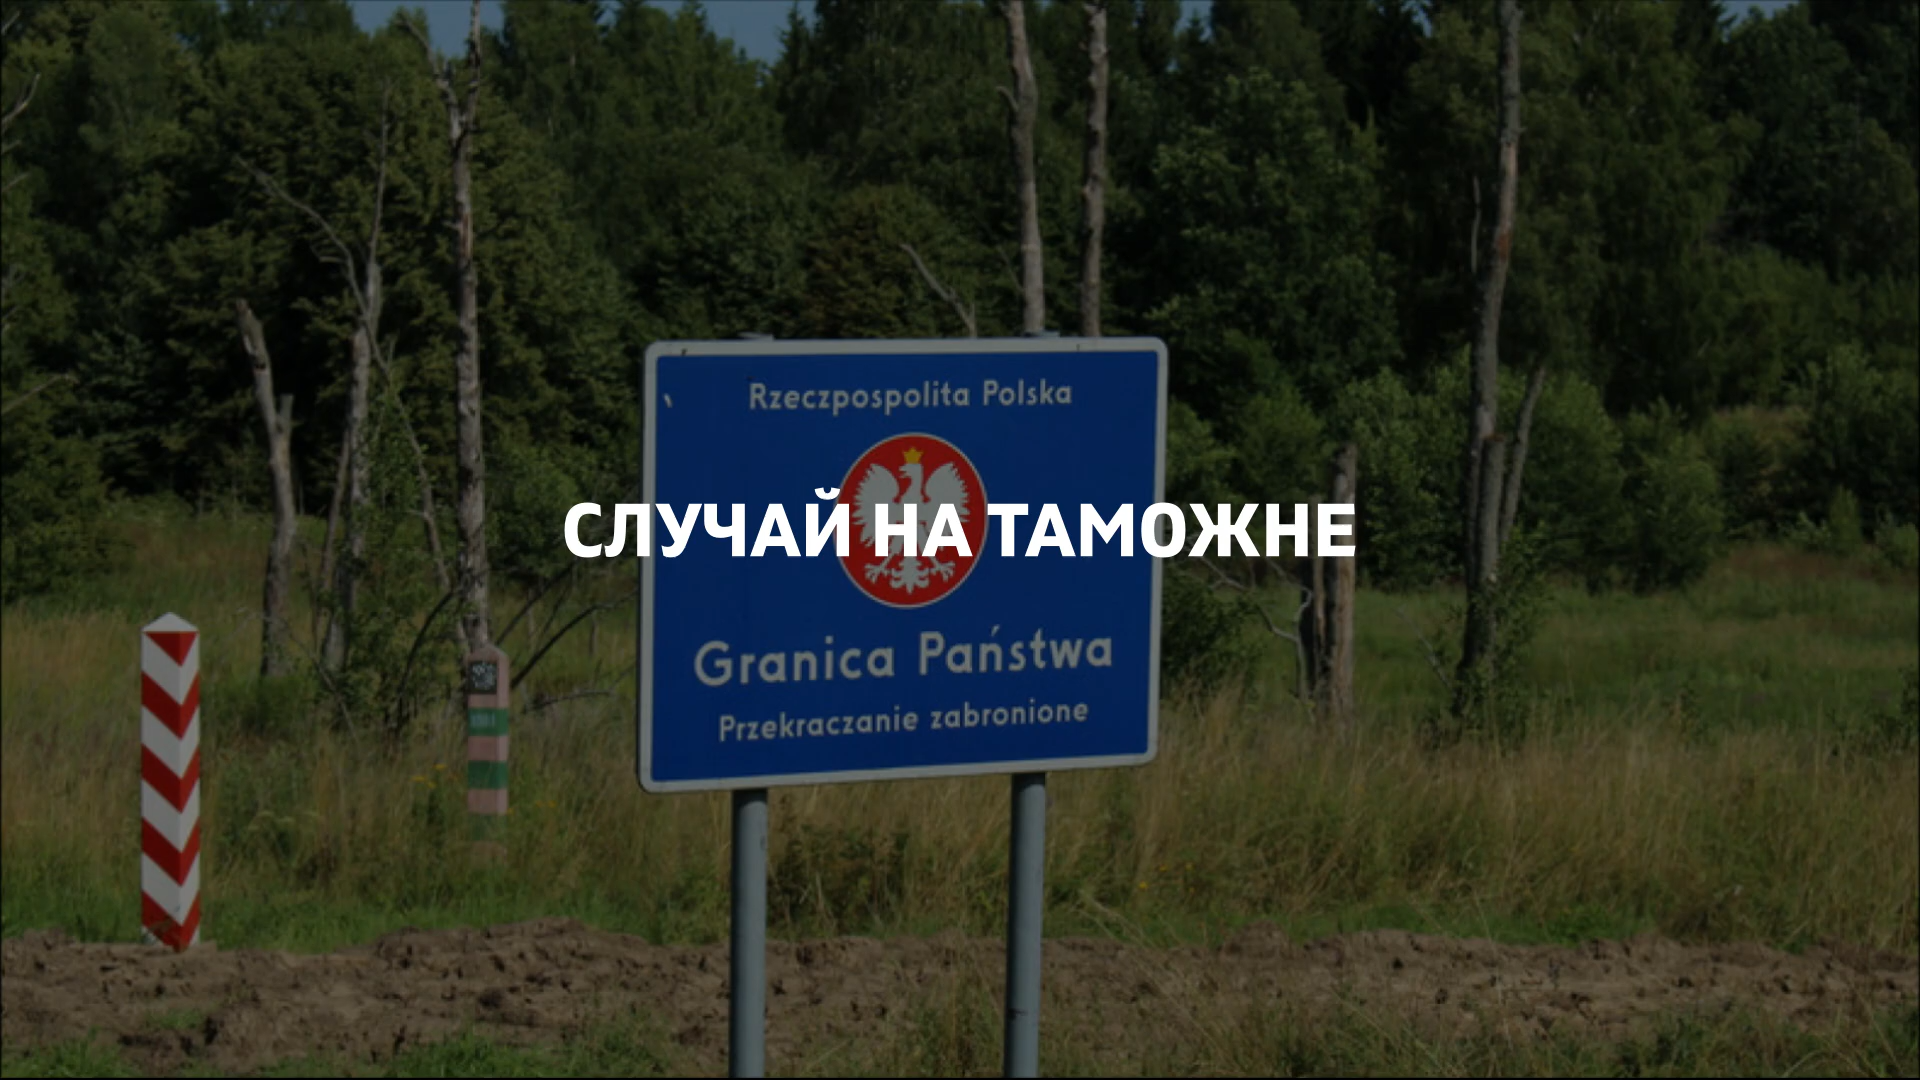 Rzeczpospolita Polska
СЛУЧАЙ НА ТАМОЖНЕ
Granica Państwa
Przekraczanie zabronione